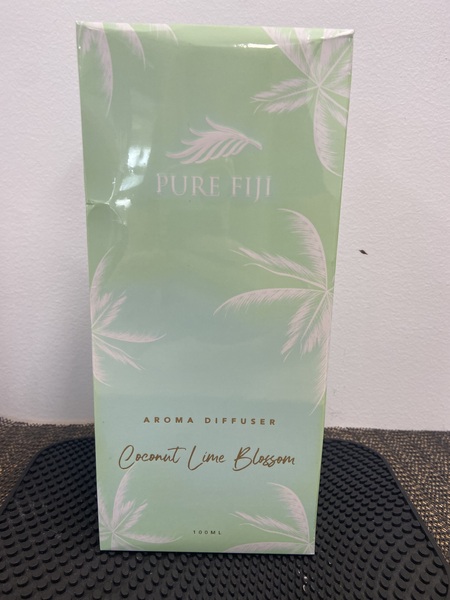 PURE FIJI
AROMA DIFFUSER
Coconut Lime Blossom
100ML